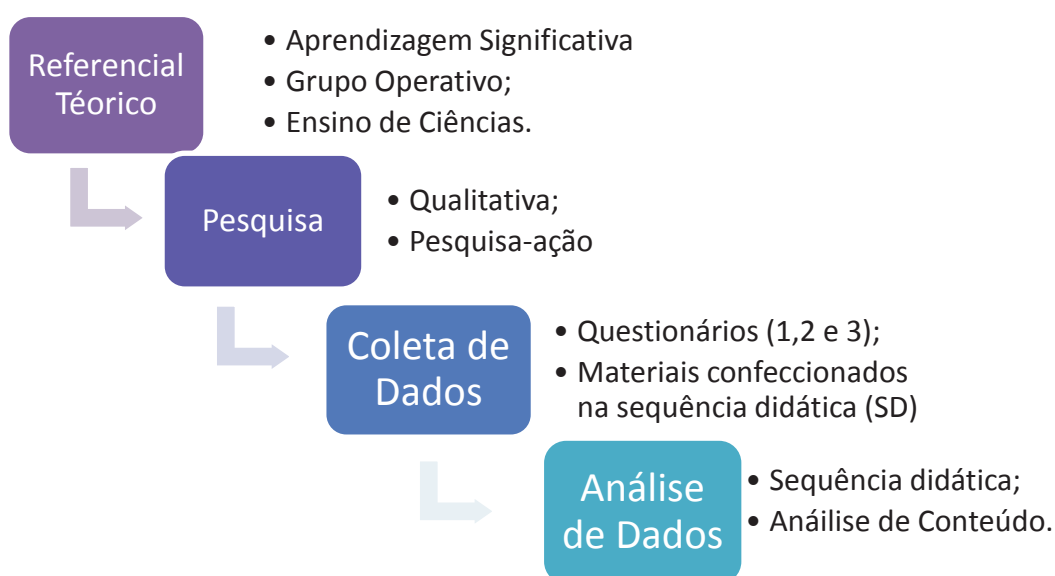 Referencial
Téorico
• Aprendizagem Significativa
• Grupo Operativo;
• Ensino de Ciências.
Pesquisa
• Qualitativa;
• Pesquisa-ação
Coleta de
Dados
• Questionários (1,2 e 3);
• Materiais confeccionados
na sequência didática (SD)
Análise
de Dados
• Sequência didática;
• Anáilise de Conteúdo.